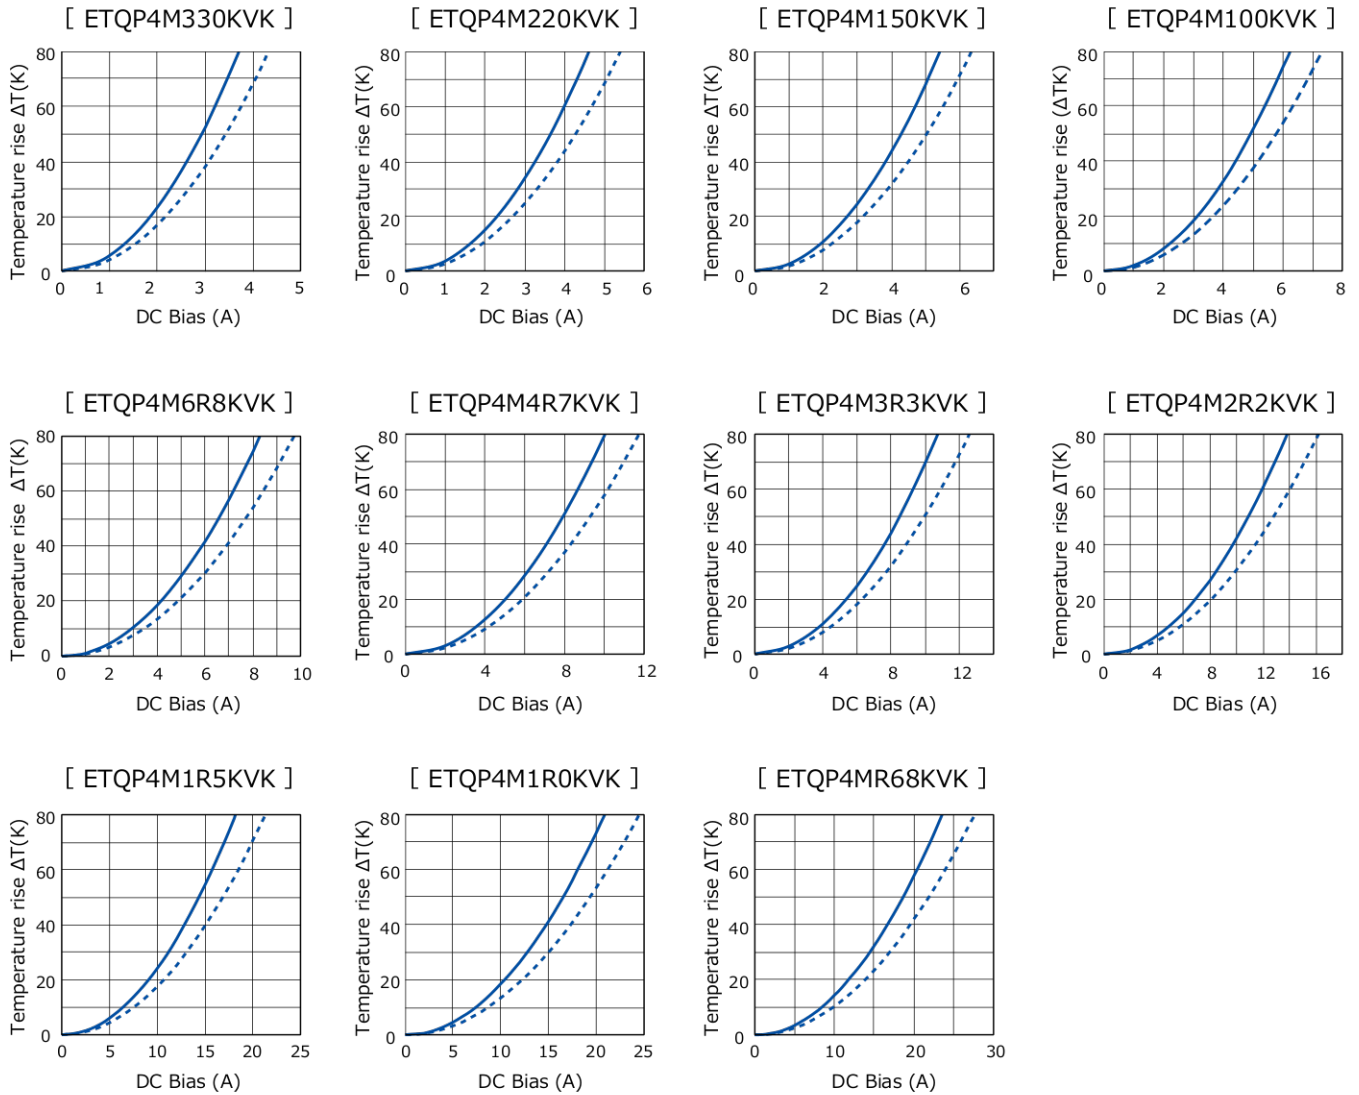 [ ETQP4M330KVK ]
80
60
40
20
0
Temperature rise ΔT(K)
0 1 2 3 4 5
DC Bias (A)
[ ETQP4M220KVK ]
80
60
40
20
0
Temperature rise ΔT(K)
0 1 2 3 4 5 6
DC Bias (A)
[ ETQP4M150KVK ]
80
60
40
20
0
Temperature rise ΔT(K)
0 2 4 6
DC Bias (A)
[ ETQP4M100KVK ]
80
60
40
20
0
Temperature rise (ΔTK)
0 2 4 6 8
DC Bias (A)
[ ETQP4M6R8KVK ]
80
60
40
20
0
Temperature rise ΔT(K)
0 2 4 6 8 10
DC Bias (A)
[ ETQP4M4R7KVK ]
80
60
40
20
0
Temperature rise ΔT(K)
0 4 8 12
DC Bias (A)
[ ETQP4M3R3KVK ]
80
60
40
20
0
Temperature rise ΔT(K)
0 4 8 12
DC Bias (A)
[ ETQP4M2R2KVK ]
80
60
40
20
0
Temperature rise ΔT(K)
0 4 8 12 16
DC Bias (A)
[ ETQP4M1R5KVK ]
80
60
40
20
0
Temperature rise ΔT(K)
0 5 10 15 20 25
DC Bias (A)
[ ETQP4M1R0KVK ]
80
60
40
20
0
Temperature rise ΔT(K)
0 5 10 15 20 25
DC Bias (A)
[ ETQP4MR68KVK ]
80
60
40
20
0
Temperature rise ΔT(K)
0 5 10 15 20 30
DC Bias (A)